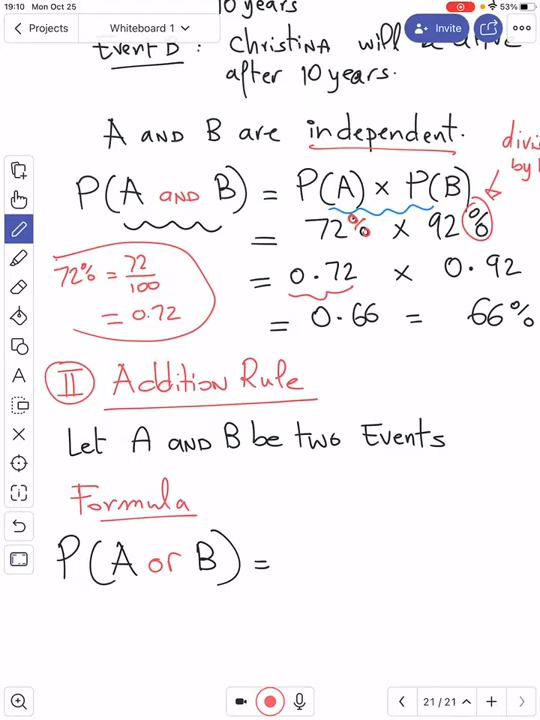 19:10 Mon Oct 25
53%
Projects
Whiteboard 1
Invite
10 years
Event B : Christina will be alive
after 10 years.
A AND B are independent.
P(A AND B) = P(A) × P(B)
= 72% × 92%
= 0.72 × 0.92
= 0.66 = 66%
72% = 72/100
= 0.72
by
II Addition Rule
Let A AND B be two Events
Formula
P(A or B) =
A
21/21